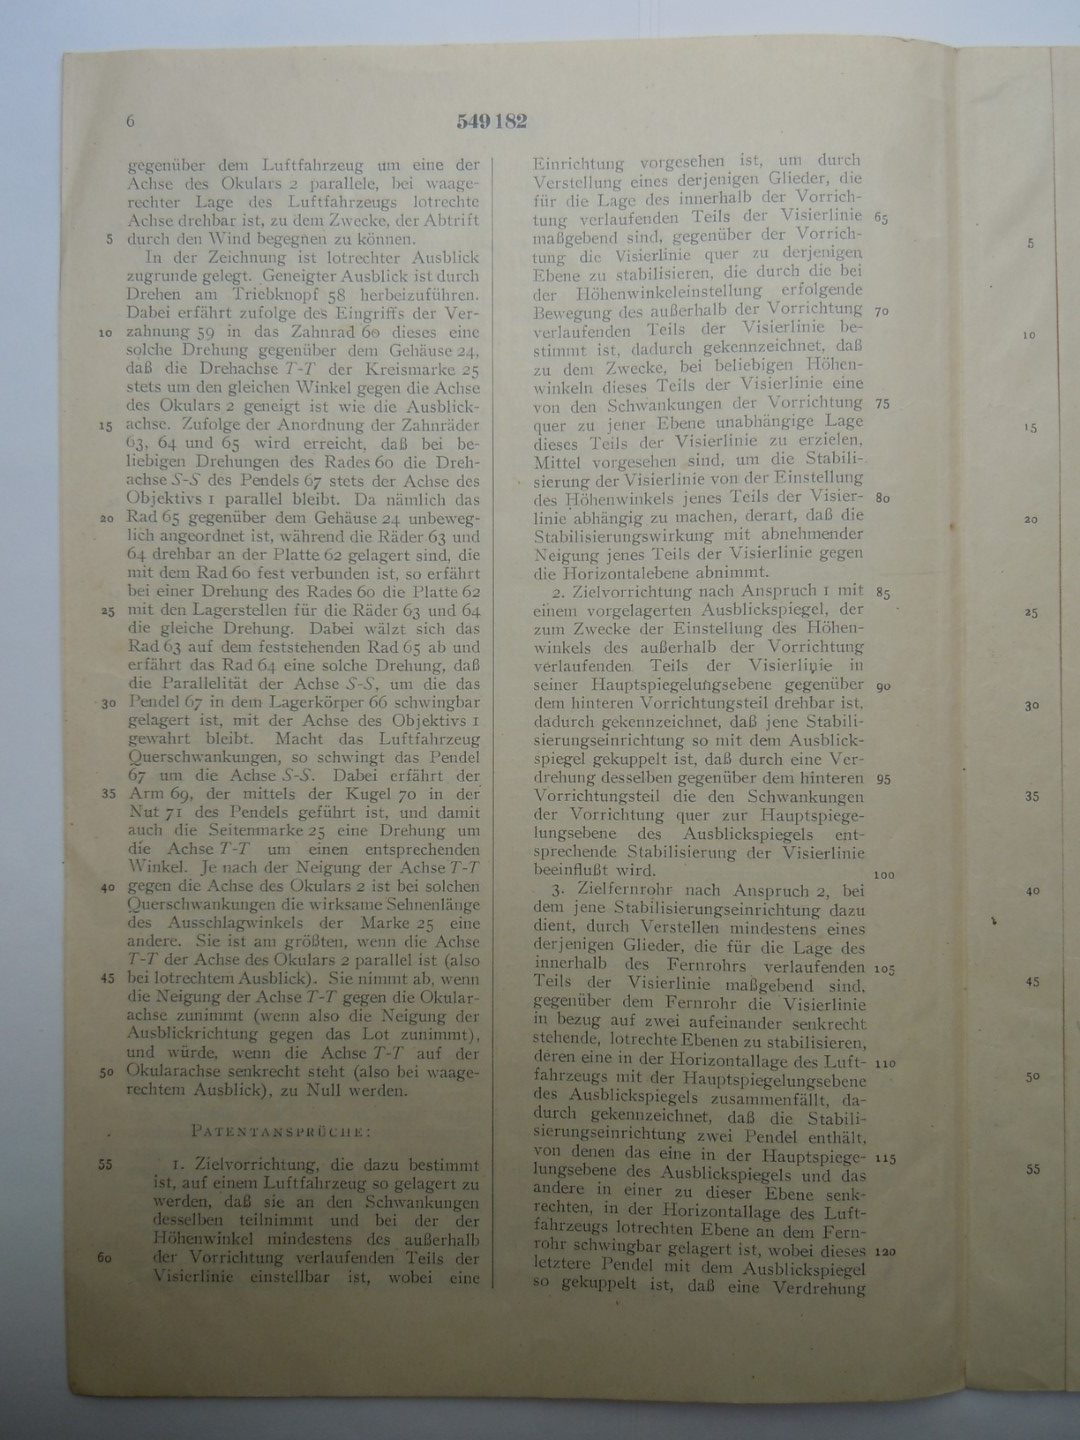 6
549 182
gegenüber dem Luftfahrzeug um eine der
Achse des Okulars 2 parallele, bei waage-
rechter Lage des Luftfahrzeugs lotrechte
Achse drehbar ist, zu dem Zwecke, der Abtrift
5 durch den Wind begegnen zu können.
In der Zeichnung ist lotrechter Ausblick
zugrunde gelegt. Geneigter Ausblick ist durch
Drehen am Triebknopf 58 herbeizuführen.
Dabei erfährt zufolge des Eingriffs der Ver-
10 zahnung 59 in das Zahnrad 60 dieses eine
solche Drehung gegenüber dem Gehäuse 24,
daß die Drehachse T-T der Kreismarke 25
stets um den gleichen Winkel gegen die Achse
des Okulars 2 geneigt ist wie die Ausblick-
15 achse. Zufolge der Anordnung der Zahnräder
63, 64 und 65 wird erreicht, daß bei be-
liebigen Drehungen des Rades 60 die Dreh-
achse S-S des Pendels 67 stets der Achse des
Objektivs 1 parallel bleibt. Da nämlich das
20 Rad 65 gegenüber dem Gehäuse 24 unbeweg-
lich angeordnet ist, während die Räder 63 und
64 drehbar an der Platte 62 gelagert sind, die
mit dem Rad 60 fest verbunden ist, so erfährt
bei einer Drehung des Rades 60 die Platte 62
25 mit den Lagerstellen für die Räder 63 und 64
die gleiche Drehung. Dabei wälzt sich das
Rad 63 auf dem feststehenden Rad 65 ab und
erfährt das Rad 64 eine solche Drehung, daß
die Parallelität der Achse S-S, um die das
30 Pendel 67 in dem Lagerkörper 66 schwingbar
gelagert ist, mit der Achse des Objektivs 1
gewahrt bleibt. Macht das Luftfahrzeug
Querschwankungen, so schwingt das Pendel
67 um die Achse S-S. Dabei erfährt der
35 Arm 69, der mittels der Kugel 70 in der
Nut 71 des Pendels geführt ist, und damit
auch die Seitenmarke 25 eine Drehung um
die Achse T-T um einen entsprechenden
Winkel. Je nach der Neigung der Achse T-T
40 gegen die Achse des Okulars 2 ist bei solchen
Querschwankungen die wirksame Sehnenlänge
des Ausschlagwinkels der Marke 25 eine
andere. Sie ist am größten, wenn die Achse
T-T der Achse des Okulars 2 parallel ist (also
45 bei lotrechtem Ausblick). Sie nimmt ab, wenn
die Neigung der Achse T-T gegen die Okular-
achse zunimmt (wenn also die Neigung der
Ausblickrichtung gegen das Lot zunimmt),
und würde, wenn die Achse T-T auf der
50 Okularachse senkrecht steht (also bei waage-
rechtem Ausblick), zu Null werden.
PATENTANSPRÜCHE:
55 1. Zielvorrichtung, die dazu bestimmt
ist, auf einem Luftfahrzeug so gelagert zu
werden, daß sie an den Schwankungen
desselben teilnimmt und bei der der
Höhenwinkel mindestens des außerhalb
60 der Vorrichtung verlaufenden Teils der
Visierlinie einstellbar ist, wobei eine
Einrichtung vorgesehen ist, um durch
Verstellung eines derjenigen Glieder, die
für die Lage des innerhalb der Vorrich-
tung verlaufenden Teils der Visierlinie 65
maßgebend sind, gegenüber der Vorrich-
tung die Visierlinie quer zu derjenigen
Ebene zu stabilisieren, die durch die bei
der Höhenwinkeleinstellung erfolgende
Bewegung des außerhalb der Vorrichtung 70
verlaufenden Teils der Visierlinie be-
stimmt ist, dadurch gekennzeichnet, daß
zu dem Zwecke, bei beliebigen Höhen-
winkeln dieses Teils der Visierlinie eine
von den Schwankungen der Vorrichtung 75
quer zu jener Ebene unabhängige Lage
dieses Teils der Visierlinie zu erzielen,
Mittel vorgesehen sind, um die Stabili-
sierung der Visierlinie von der Einstellung
des Höhenwinkels jenes Teils der Visier- 80
linie abhängig zu machen, derart, daß die
Stabilisierungswirkung mit abnehmender
Neigung jenes Teils der Visierlinie gegen
die Horizontalebene abnimmt.
2. Zielvorrichtung nach Anspruch 1 mit 85
einem vorgelagerten Ausblickspiegel, der
zum Zwecke der Einstellung des Höhen-
winkels des außerhalb der Vorrichtung
verlaufenden Teils der Visierlinie in
seiner Hauptspiegelungsebene gegenüber 90
dem hinteren Vorrichtungsteil drehbar ist,
dadurch gekennzeichnet, daß jene Stabili-
sierungseinrichtung so mit dem Ausblick-
spiegel gekuppelt ist, daß durch eine Ver-
drehung desselben gegenüber dem hinteren 95
Vorrichtungsteil die den Schwankungen
der Vorrichtung quer zur Hauptspiege-
lungsebene des Ausblickspiegels ent-
sprechende Stabilisierung der Visierlinie
beeinflußt wird. 100
3. Zielfernrohr nach Anspruch 2, bei
dem jene Stabilisierungseinrichtung dazu
dient, durch Verstellen mindestens eines
derjenigen Glieder, die für die Lage des
innerhalb des Fernrohrs verlaufenden 105
Teils der Visierlinie maßgebend sind,
gegenüber dem Fernrohr die Visierlinie
in bezug auf zwei aufeinander senkrecht
stehende, lotrechte Ebenen zu stabilisieren,
deren eine in der Horizontallage des Luft- 110
fahrzeugs mit der Hauptspiegelungsebene
des Ausblickspiegels zusammenfällt, da-
durch gekennzeichnet, daß die Stabili-
sierungseinrichtung zwei Pendel enthält,
von denen das eine in der Hauptspiege- 115
lungsebene des Ausblickspiegels und das
andere in einer zu dieser Ebene senk-
rechten, in der Horizontallage des Luft-
fahrzeugs lotrechten Ebene an dem Fern-
rohr schwingbar gelagert ist, wobei dieses 120
letztere Pendel mit dem Ausblickspiegel
so gekuppelt ist, daß eine Verdrehung
5
10
15
20
25
30
35
40
45
50
55